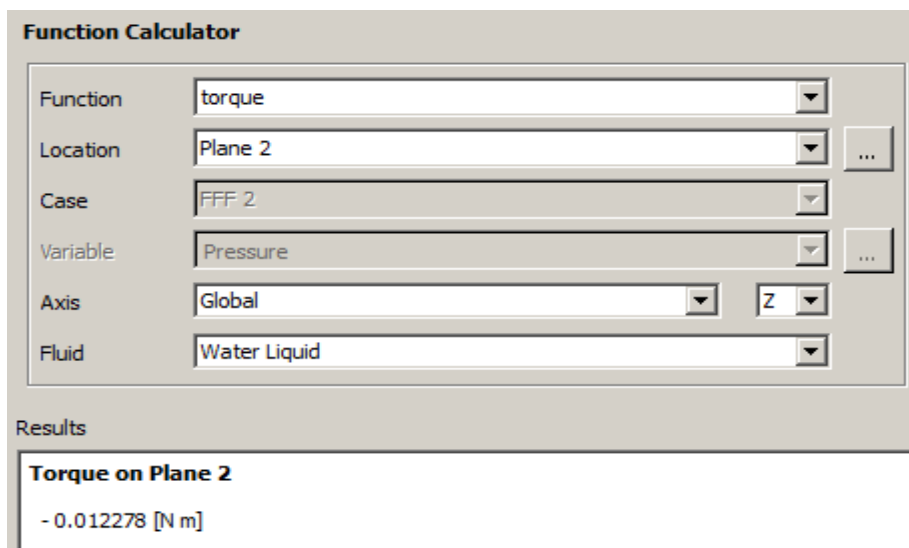 Function Calculator
Function torque
Location Plane 2 ...
Case FFF 2
Variable Pressure ...
Axis Global Z
Fluid Water Liquid
Results
Torque on Plane 2
- 0.012278 [N m]